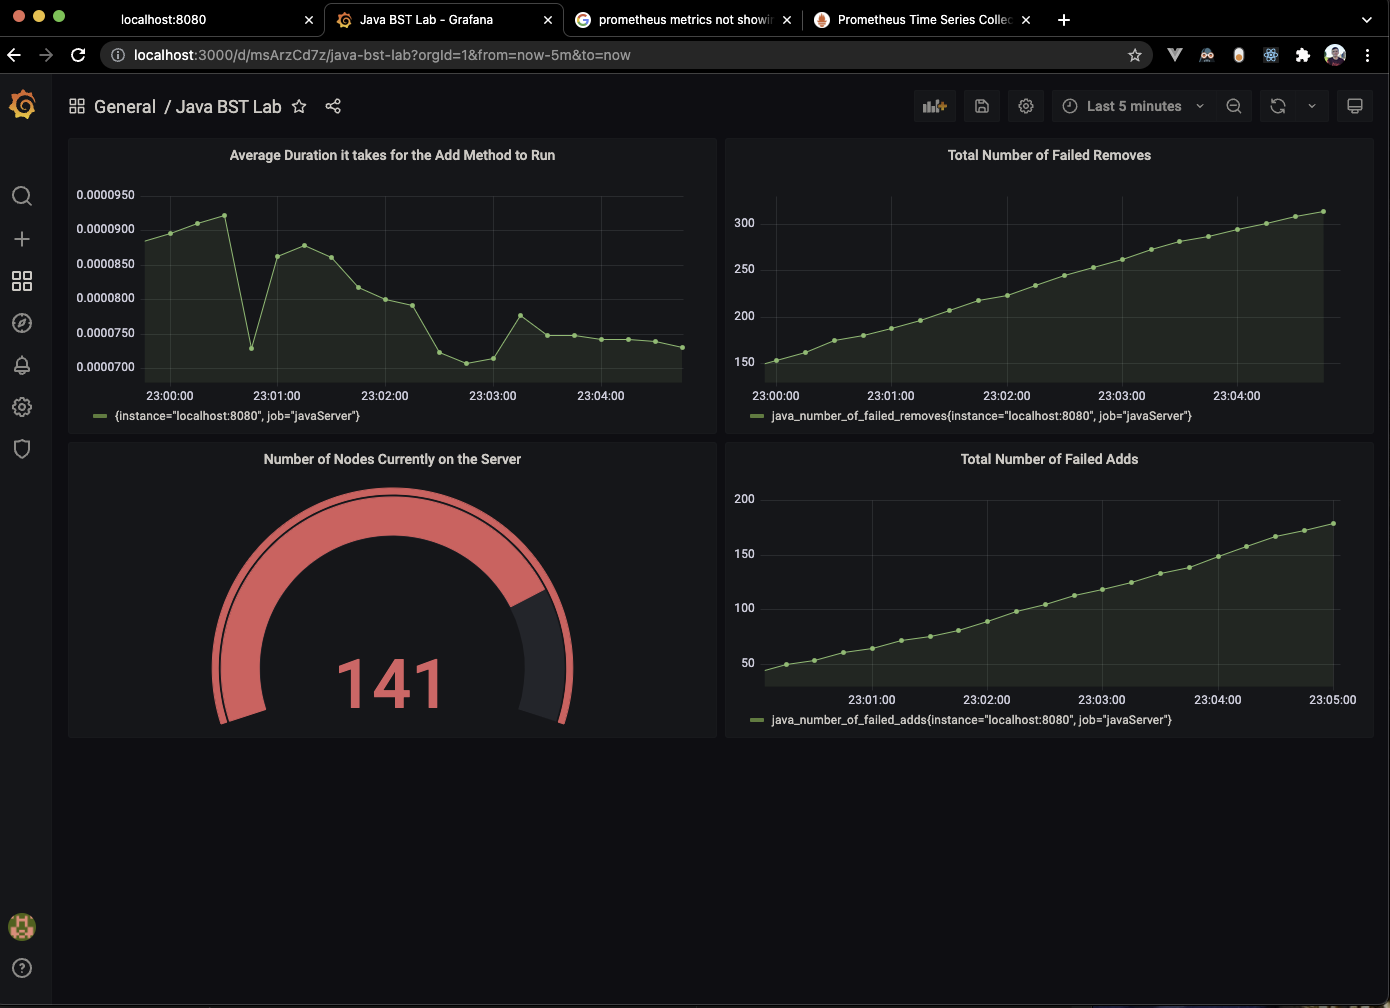 localhost:8080
Java BST Lab - Grafana
prometheus metrics not showin
Prometheus Time Series Collec
localhost:3000/d/msArzCd7z/java-bst-lab?orgId=1&from=now-5m&to=now
General / Java BST Lab
Last 5 minutes
Average Duration it takes for the Add Method to Run
0.0000950
0.0000900
0.0000850
0.0000800
0.0000750
0.0000700
23:00:00 23:01:00 23:02:00 23:03:00 23:04:00
{instance="localhost:8080", job="javaServer"}
Total Number of Failed Removes
300
250
200
150
23:00:00 23:01:00 23:02:00 23:03:00 23:04:00
java_number_of_failed_removes{instance="localhost:8080", job="javaServer"}
Number of Nodes Currently on the Server
141
Total Number of Failed Adds
200
150
100
50
23:01:00 23:02:00 23:03:00 23:04:00 23:05:00
java_number_of_failed_adds{instance="localhost:8080", job="javaServer"}